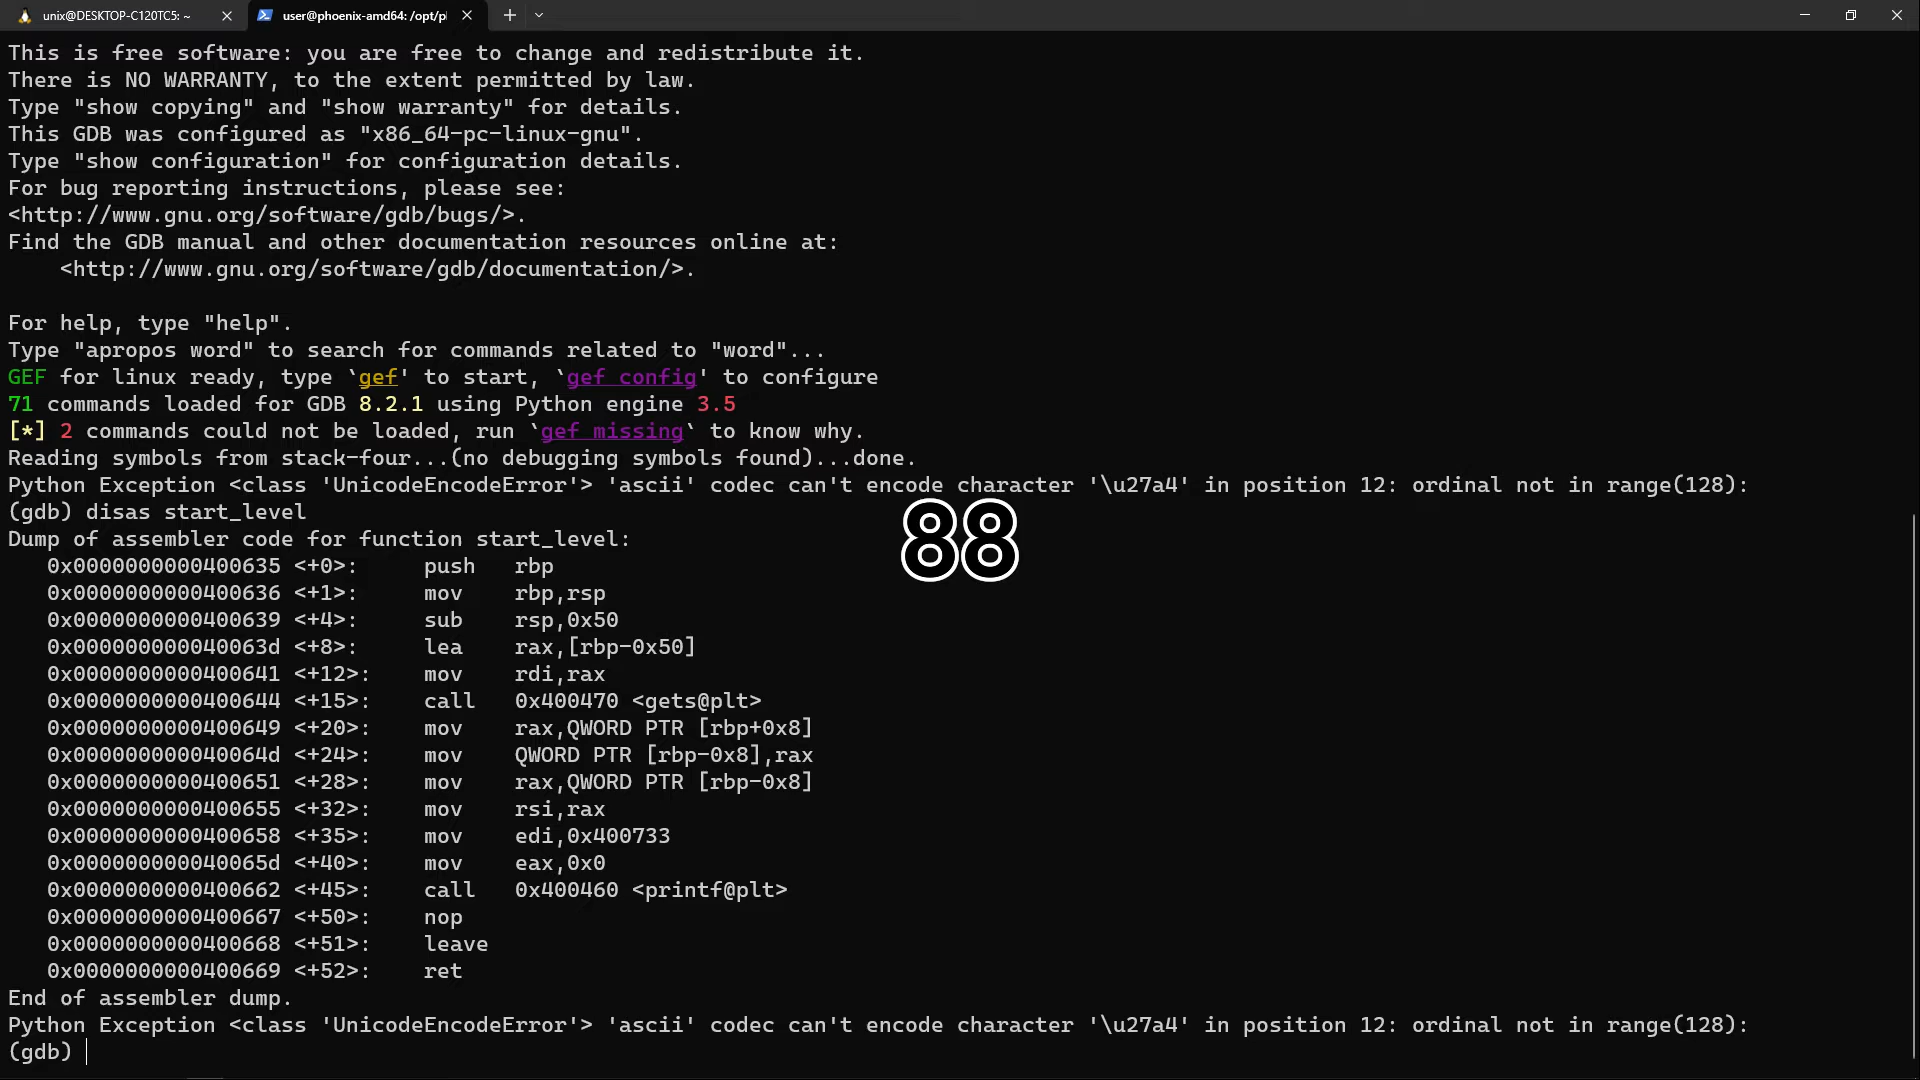 unix@DESKTOP-C120TC5: ~
user@phoenix-amd64: /opt/pl
This is free software: you are free to change and redistribute it.
There is NO WARRANTY, to the extent permitted by law.
Type "show copying" and "show warranty" for details.
This GDB was configured as "x86_64-pc-linux-gnu".
Type "show configuration" for configuration details.
For bug reporting instructions, please see:
<http://www.gnu.org/software/gdb/bugs/>.
Find the GDB manual and other documentation resources online at:
    <http://www.gnu.org/software/gdb/documentation/>.
For help, type "help".
Type "apropos word" to search for commands related to "word"...
GEF for linux ready, type `gef' to start, `gef config' to configure
71 commands loaded for GDB 8.2.1 using Python engine 3.5
[*] 2 commands could not be loaded, run `gef missing` to know why.
Reading symbols from stack-four...(no debugging symbols found)...done.
Python Exception <class 'UnicodeEncodeError'> 'ascii' codec can't encode character '\u27a4' in position 12: ordinal not in range(128):
(gdb) disas start_level
88
Dump of assembler code for function start_level:
   0x0000000000400635 <+0>:     push   rbp
   0x0000000000400636 <+1>:     mov    rbp,rsp
   0x0000000000400639 <+4>:     sub    rsp,0x50
   0x000000000040063d <+8>:     lea    rax,[rbp-0x50]
   0x0000000000400641 <+12>:    mov    rdi,rax
   0x0000000000400644 <+15>:    call   0x400470 <gets@plt>
   0x0000000000400649 <+20>:    mov    rax,QWORD PTR [rbp+0x8]
   0x000000000040064d <+24>:    mov    QWORD PTR [rbp-0x8],rax
   0x0000000000400651 <+28>:    mov    rax,QWORD PTR [rbp-0x8]
   0x0000000000400655 <+32>:    mov    rsi,rax
   0x0000000000400658 <+35>:    mov    edi,0x400733
   0x000000000040065d <+40>:    mov    eax,0x0
   0x0000000000400662 <+45>:    call   0x400460 <printf@plt>
   0x0000000000400667 <+50>:    nop
   0x0000000000400668 <+51>:    leave
   0x0000000000400669 <+52>:    ret
End of assembler dump.
Python Exception <class 'UnicodeEncodeError'> 'ascii' codec can't encode character '\u27a4' in position 12: ordinal not in range(128):
(gdb)